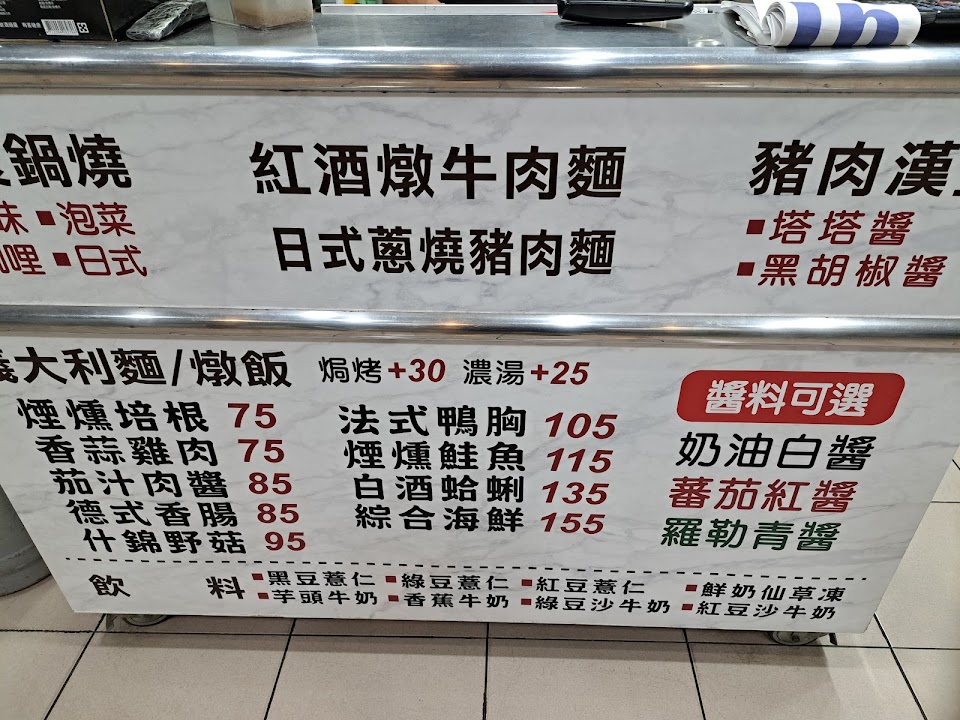 鍋燒
味 ▪泡菜
哩 ▪日式
紅酒燉牛肉麵
日式蔥燒豬肉麵
豬肉漢
▪塔塔醬
▪黑胡椒醬
義大利麵/燉飯 焗烤+30 濃湯+25
煙燻培根 75
香蒜雞肉 75
茄汁肉醬 85
德式香腸 85
什錦野菇 95
法式鴨胸 105
煙燻鮭魚 115
白酒蛤蜊 135
綜合海鮮 155
醬料可選
奶油白醬
蕃茄紅醬
羅勒青醬
飲料
▪黑豆薏仁 ▪綠豆薏仁 ▪紅豆薏仁 ▪鮮奶仙草凍
▪芋頭牛奶 ▪香蕉牛奶 ▪綠豆沙牛奶 ▪紅豆沙牛奶